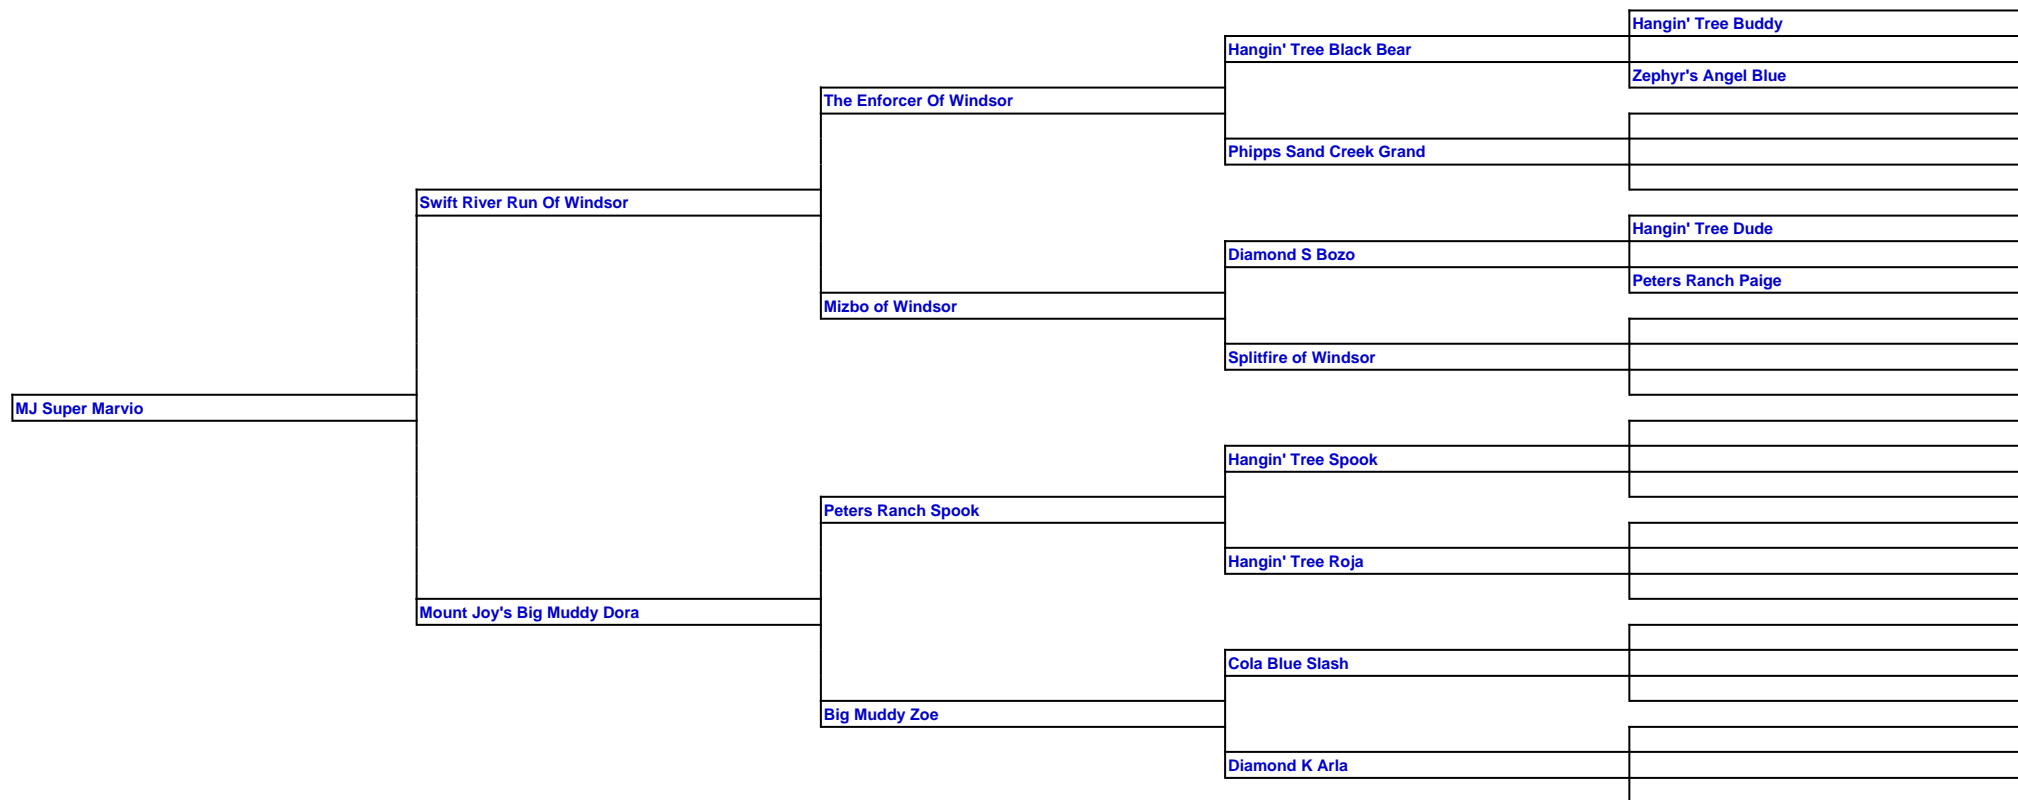 Hangin' Tree Buddy
Hangin' Tree Black Bear
Zephyr's Angel Blue
The Enforcer Of Windsor
Phipps Sand Creek Grand
Swift River Run Of Windsor
Hangin' Tree Dude
Diamond S Bozo
Peters Ranch Paige
Mizbo of Windsor
Splitfire of Windsor
MJ Super Marvio
Hangin' Tree Spook
Peters Ranch Spook
Hangin' Tree Roja
Mount Joy's Big Muddy Dora
Cola Blue Slash
Big Muddy Zoe
Diamond K Arla